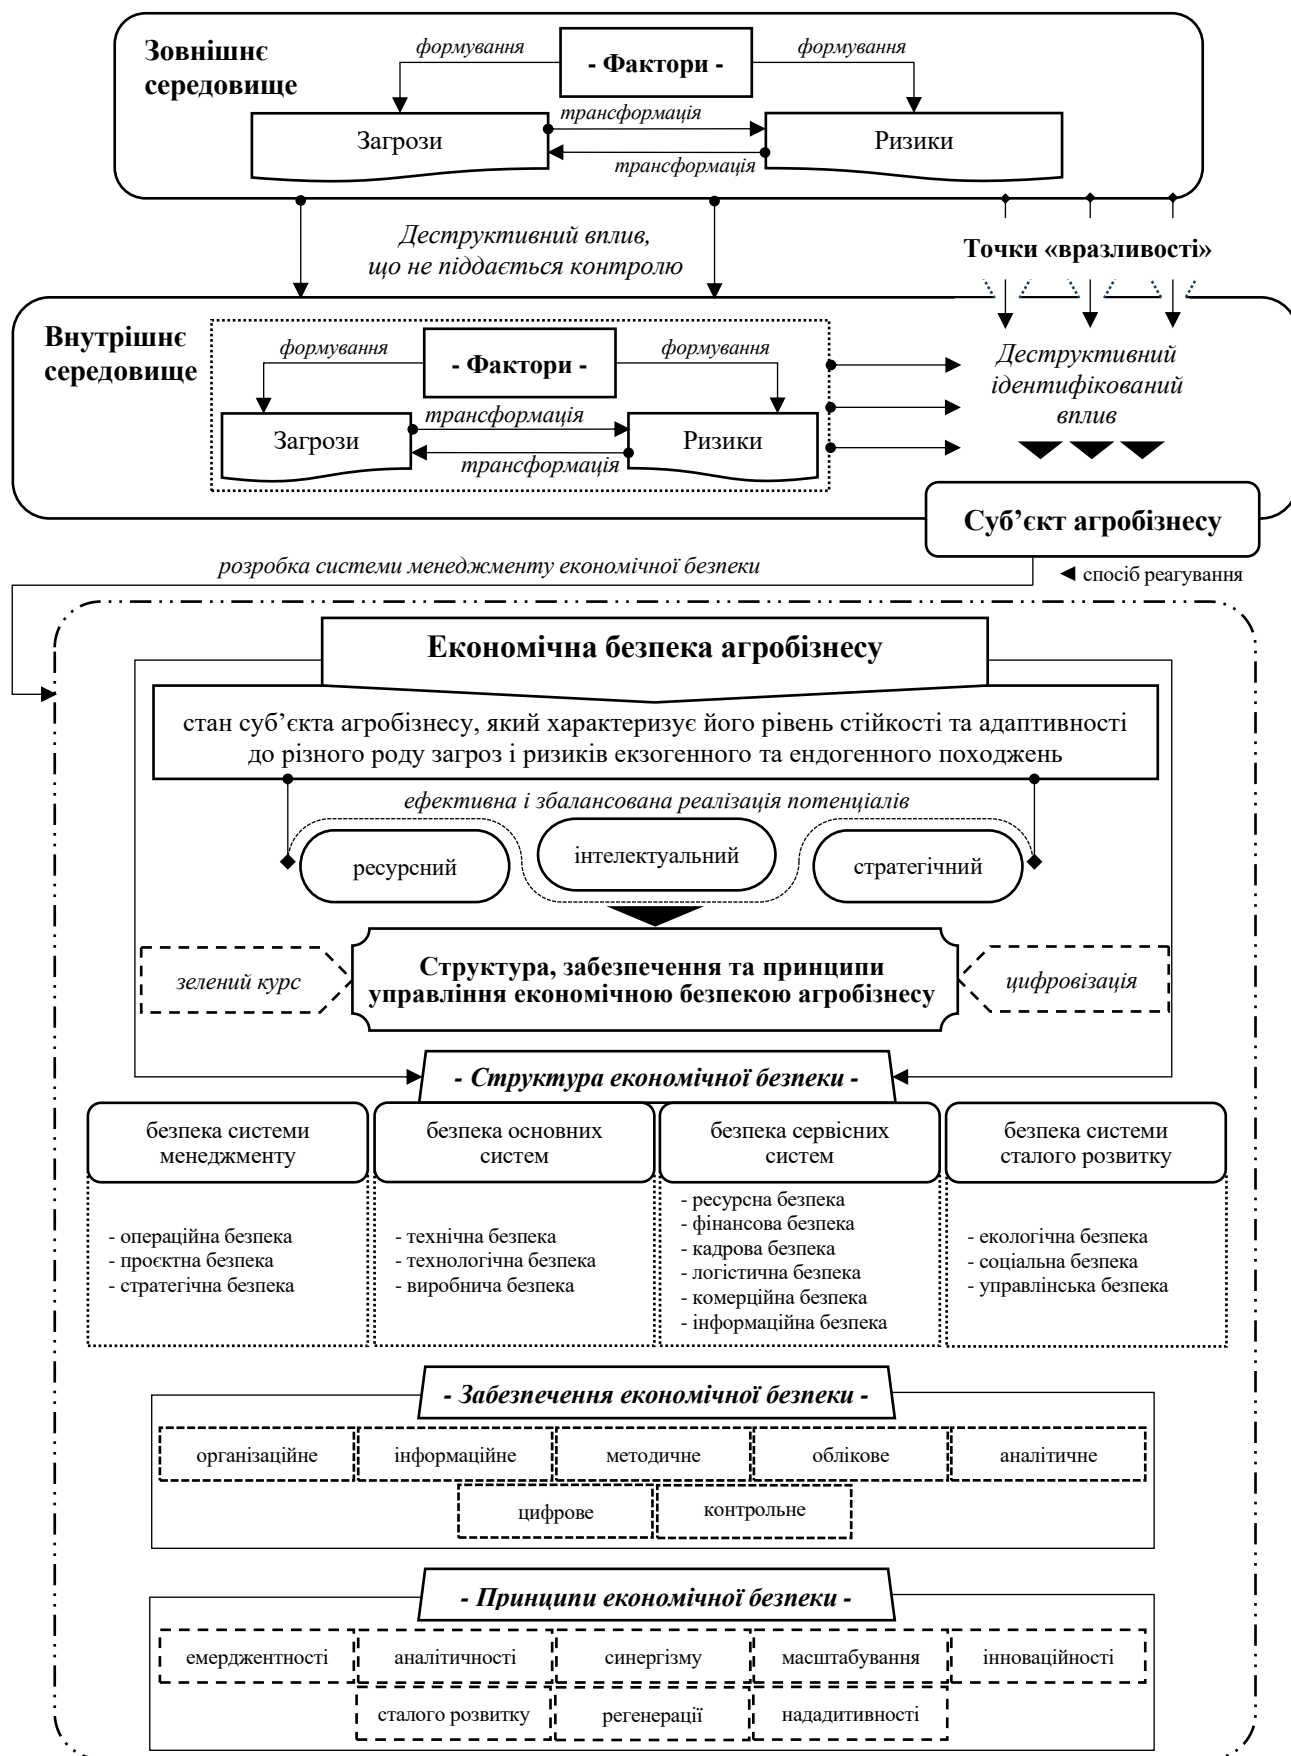 Зовнішнє
середовище
формування
- Фактори -
формування
Загрози
трансформація
трансформація
Ризики
Деструктивний вплив,
що не піддається контролю
Точки «вразливості»
Внутрішнє
середовище
формування
- Фактори -
формування
Загрози
трансформація
трансформація
Ризики
Деструктивний
ідентифікований
вплив
Суб’єкт агробізнесу
розробка системи менеджменту економічної безпеки
спосіб реагування
Економічна безпека агробізнесу
стан суб’єкта агробізнесу, який характеризує його рівень стійкості та адаптивності
до різного роду загроз і ризиків екзогенного та ендогенного походжень
ефективна і збалансована реалізація потенціалів
ресурсний
інтелектуальний
стратегічний
зелений курс
Структура, забезпечення та принципи
управління економічною безпекою агробізнесу
цифровізація
- Структура економічної безпеки -
безпека системи
менеджменту
- операційна безпека
- проєктна безпека
- стратегічна безпека
безпека основних
систем
- технічна безпека
- технологічна безпека
- виробнича безпека
безпека сервісних
систем
- ресурсна безпека
- фінансова безпека
- кадрова безпека
- логістична безпека
- комерційна безпека
- інформаційна безпека
безпека системи
сталого розвитку
- екологічна безпека
- соціальна безпека
- управлінська безпека
- Забезпечення економічної безпеки -
організаційне
інформаційне
методичне
облікове
аналітичне
цифрове
контрольне
- Принципи економічної безпеки -
емерджентності
аналітичності
синергізму
масштабування
інноваційності
сталого розвитку
регенерації
нададитивності